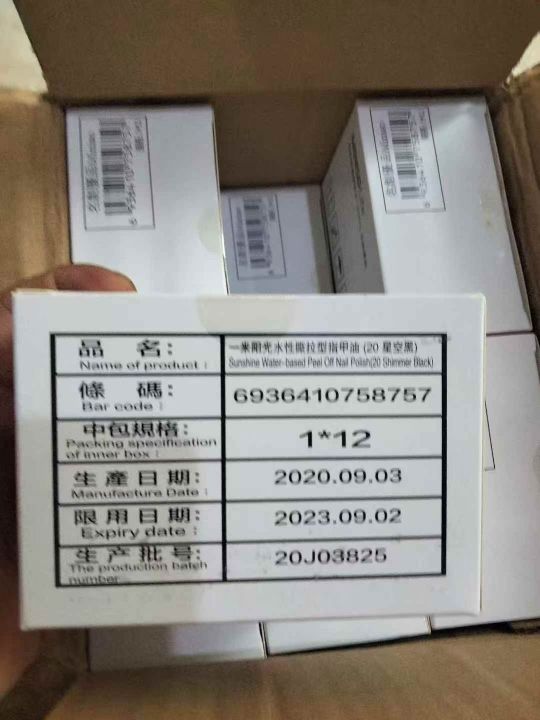 品 名:
Name of product:
一米陽光水性撕拉型指甲油 (20 星空黑)
Sunshine Water-based Peel Off Nail Polish(20 Shimmer Black)
條 碼:
Bar code:
6936410758757
中包規格:
Packing specification
of inner box:
1*12
生產日期:
Manufacture Date:
2020.09.03
限用日期:
Expiry date:
2023.09.02
生产批号:
The production batch
number
20J03825